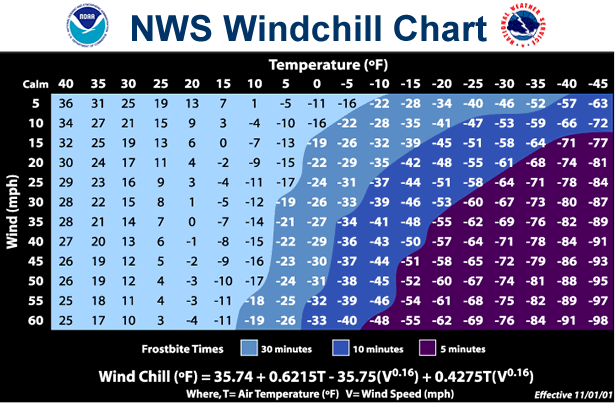 NOAA
NWS Windchill Chart
NATIONAL WEATHER SERVICE
Temperature (ºF)
Calm 40 35 30 25 20 15 10 5 0 -5 -10 -15 -20 -25 -30 -35 -40 -45
5 36 31 25 19 13 7 1 -5 -11 -16 -22 -28 -34 -40 -46 -52 -57 -63
10 34 27 21 15 9 3 -4 -10 -16 -22 -28 -35 -41 -47 -53 -59 -66 -72
15 32 25 19 13 6 0 -7 -13 -19 -26 -32 -39 -45 -51 -58 -64 -71 -77
20 30 24 17 11 4 -2 -9 -15 -22 -29 -35 -42 -48 -55 -61 -68 -74 -81
25 29 23 16 9 3 -4 -11 -17 -24 -31 -37 -44 -51 -58 -64 -71 -78 -84
30 28 22 15 8 1 -5 -12 -19 -26 -33 -39 -46 -53 -60 -67 -73 -80 -87
35 28 21 14 7 0 -7 -14 -21 -27 -34 -41 -48 -55 -62 -69 -76 -82 -89
40 27 20 13 6 -1 -8 -15 -22 -29 -36 -43 -50 -57 -64 -71 -78 -84 -91
45 26 19 12 5 -2 -9 -16 -23 -30 -37 -44 -51 -58 -65 -72 -79 -86 -93
50 26 19 12 4 -3 -10 -17 -24 -31 -38 -45 -52 -60 -67 -74 -81 -88 -95
55 25 18 11 4 -3 -11 -18 -25 -32 -39 -46 -54 -61 -68 -75 -82 -89 -97
60 25 17 10 3 -4 -11 -19 -26 -33 -40 -48 -55 -62 -69 -76 -84 -91 -98
Wind (mph)
Frostbite Times 30 minutes 10 minutes 5 minutes
Wind Chill (ºF) = 35.74 + 0.6215T - 35.75(V^0.16) + 0.4275T(V^0.16)
Where, T= Air Temperature (ºF) V= Wind Speed (mph)
Effective 11/01/01